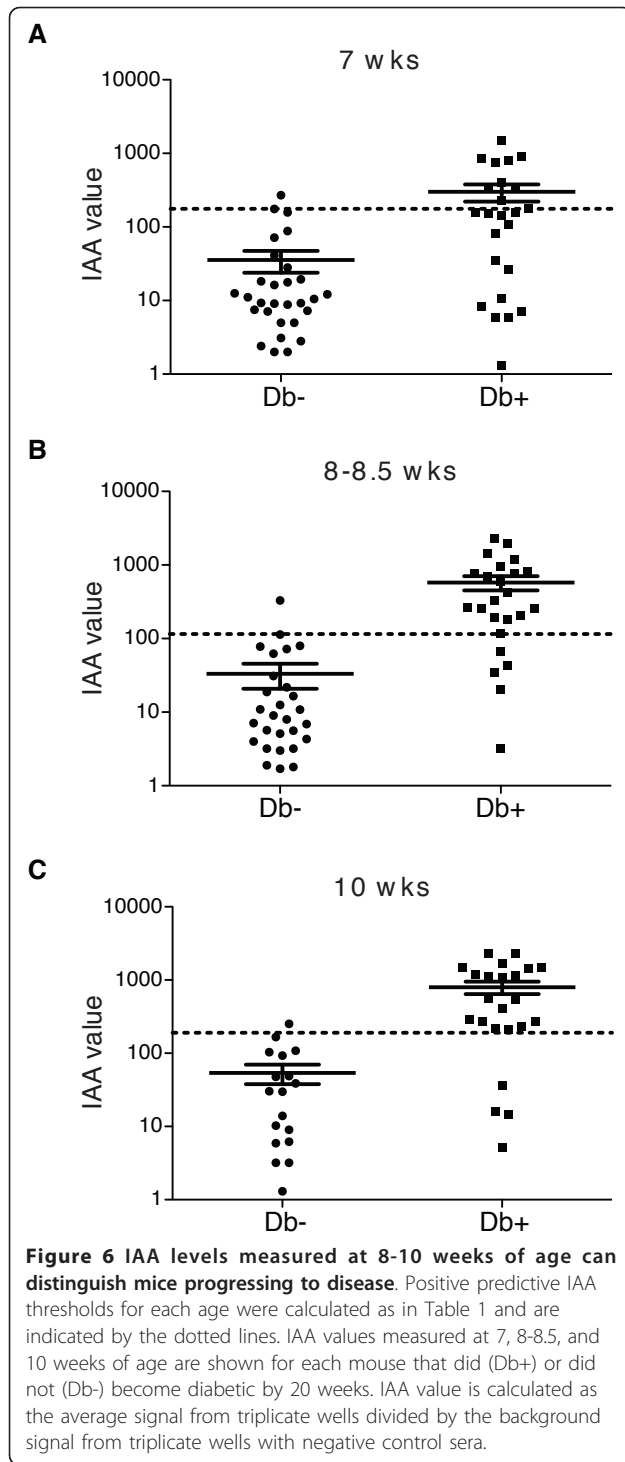 A
7 wks
10000
1000
100
10
1
IAA value
Db-
Db+
B
8-8.5 wks
10000
1000
100
10
1
IAA value
Db-
Db+
C
10 wks
10000
1000
100
10
1
IAA value
Db-
Db+
Figure 6 IAA levels measured at 8-10 weeks of age can
distinguish mice progressing to disease. Positive predictive IAA
thresholds for each age were calculated as in Table 1 and are
indicated by the dotted lines. IAA values measured at 7, 8-8.5, and
10 weeks of age are shown for each mouse that did (Db+) or did
not (Db-) become diabetic by 20 weeks. IAA value is calculated as
the average signal from triplicate wells divided by the background
signal from triplicate wells with negative control sera.